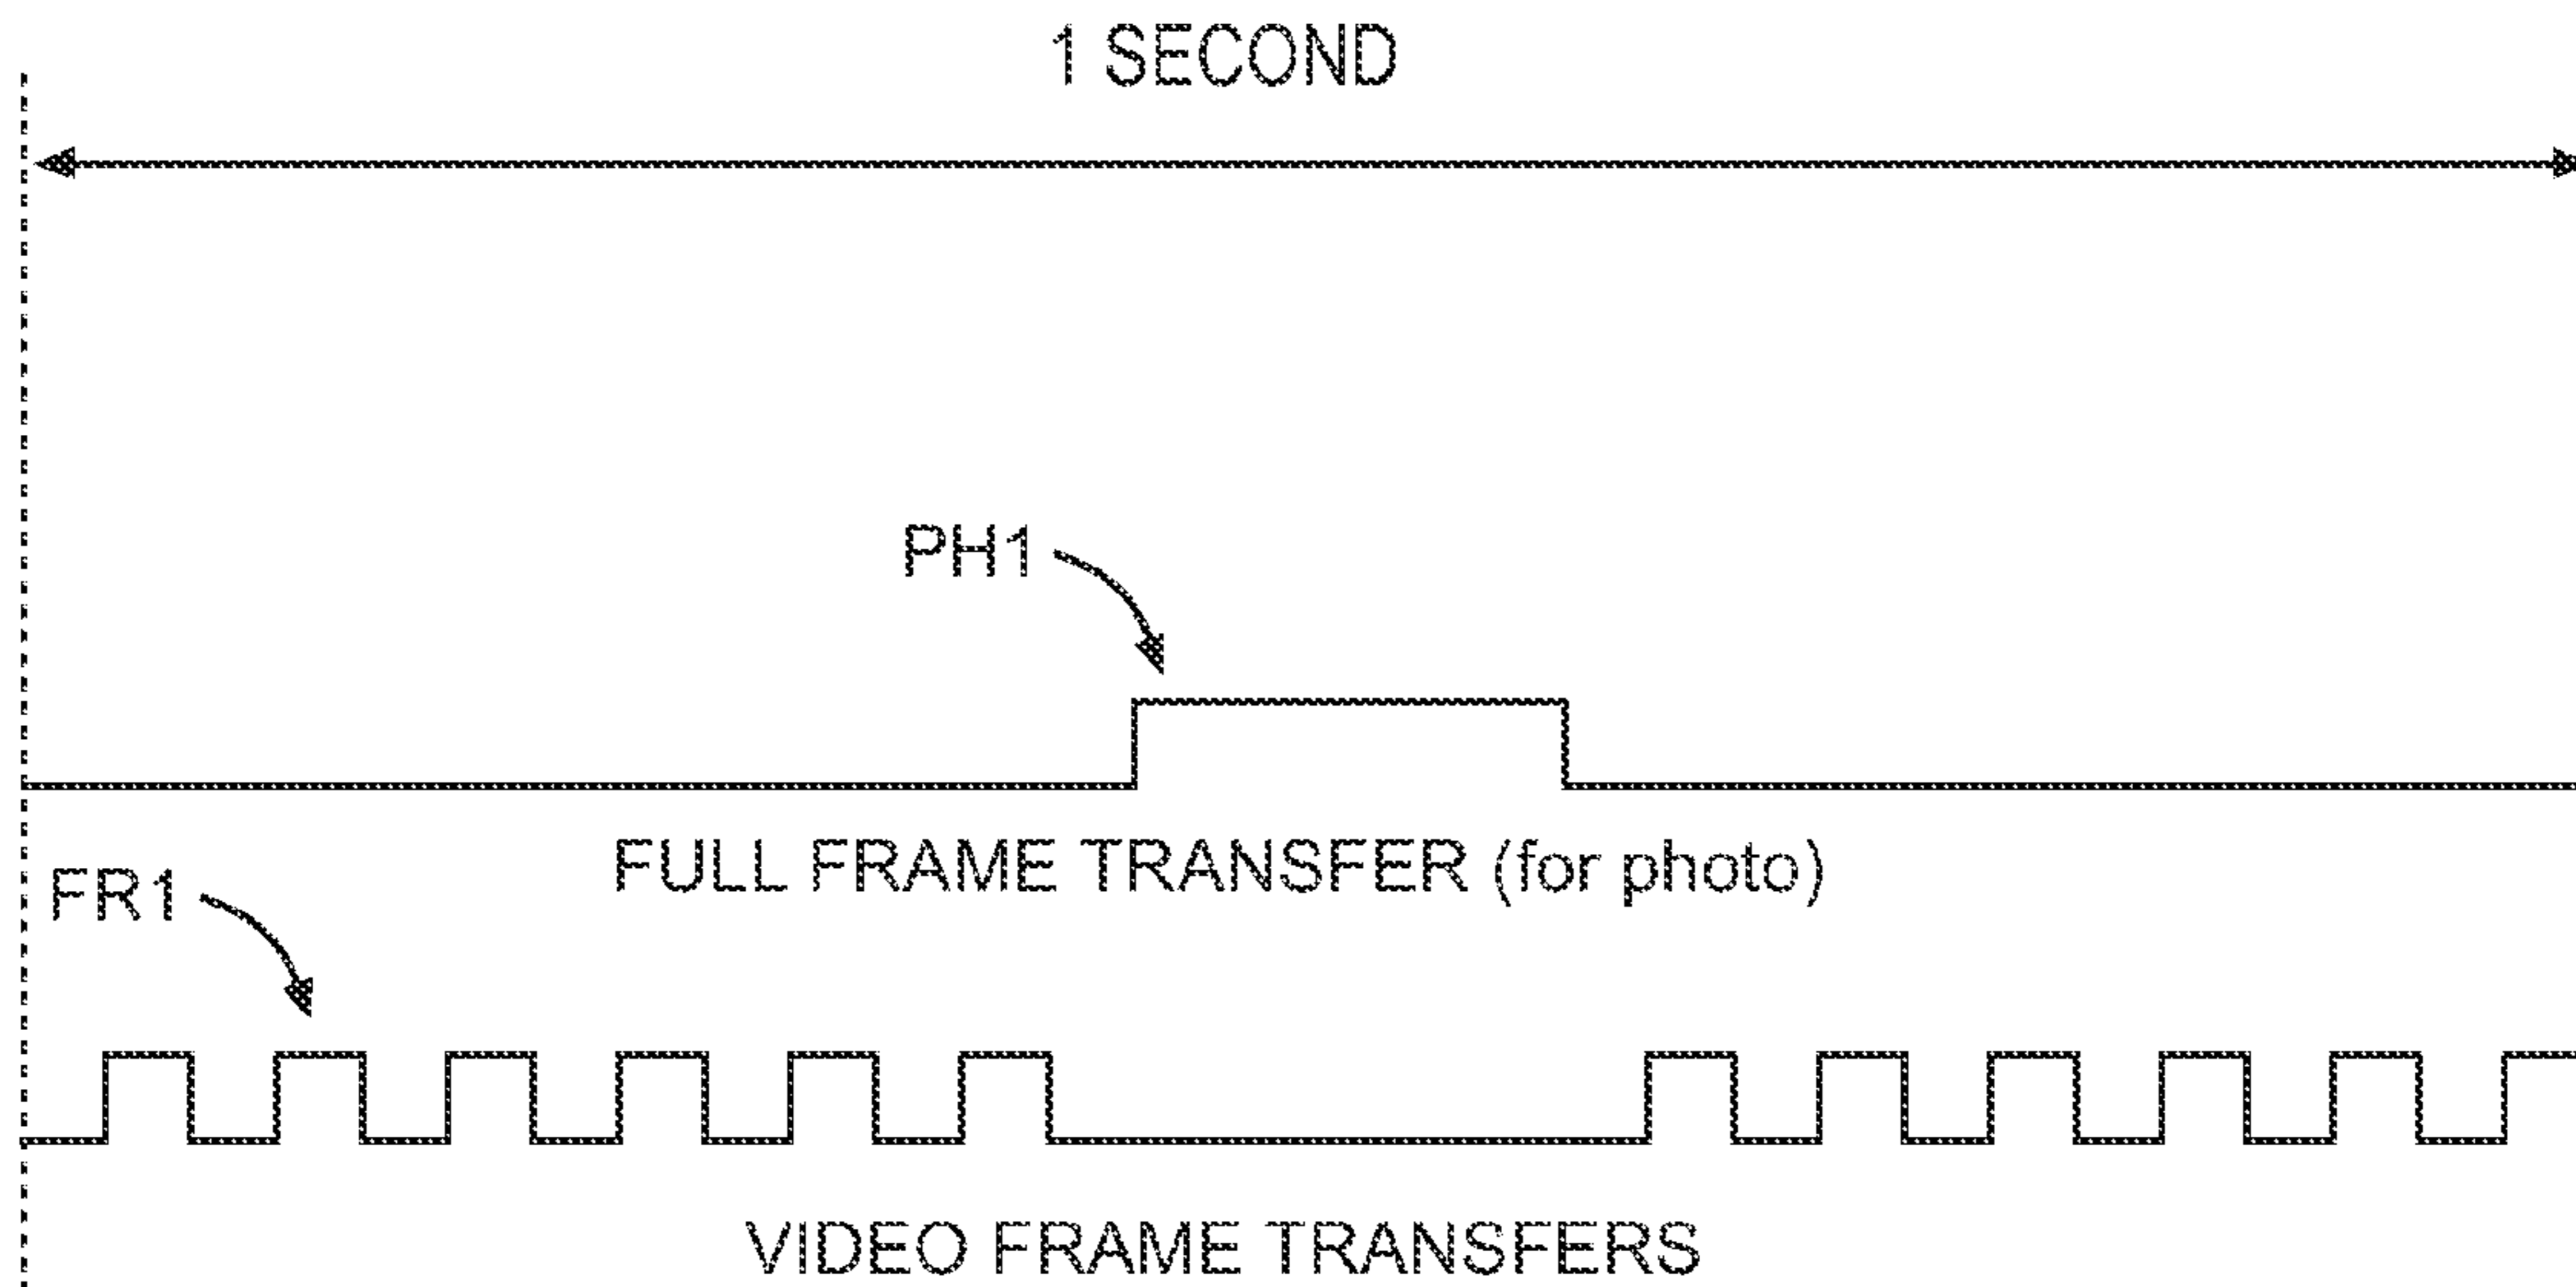 1 SECOND
PH1
FULL FRAME TRANSFER (for photo)
FR1
VIDEO FRAME TRANSFERS